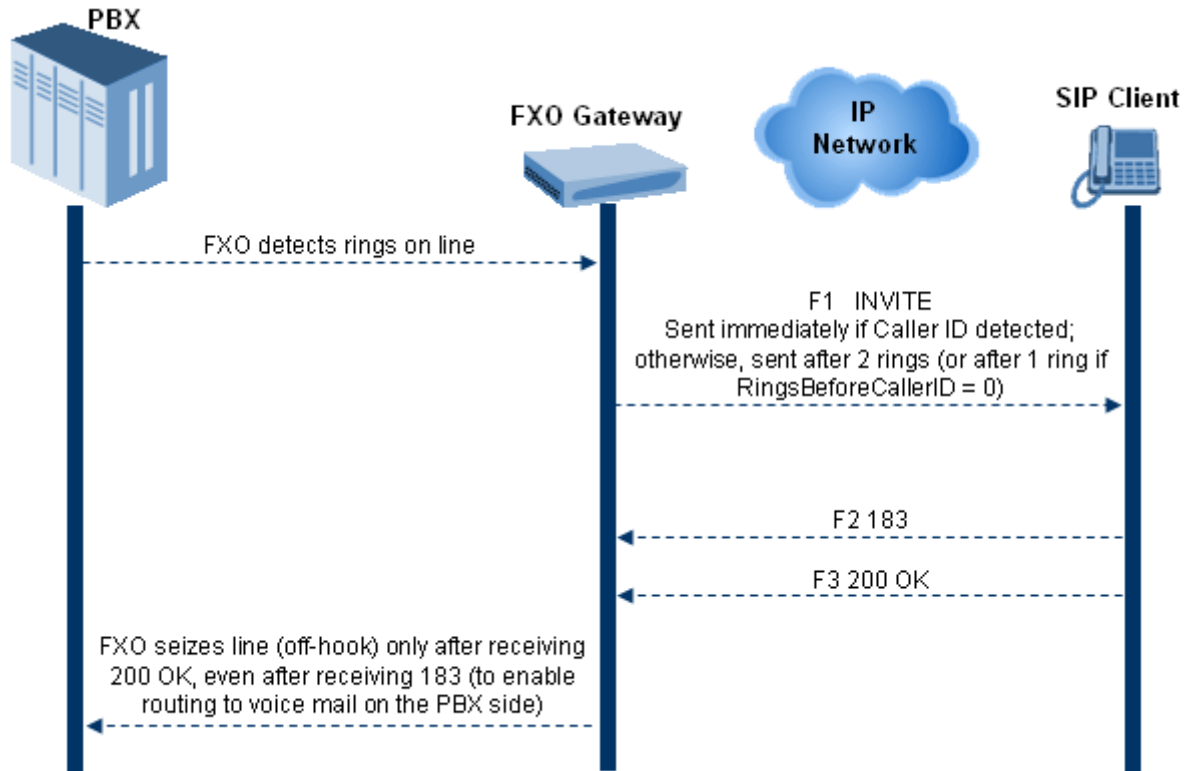 PBX
FXO Gateway
IP
Network
SIP Client
FXO detects rings on line
F1 INVITE
Sent immediately if Caller ID detected;
otherwise, sent after 2 rings (or after 1 ring if
RingsBeforeCallerID = 0)
F2 183
F3 200 OK
FXO seizes line (off-hook) only after receiving
200 OK, even after receiving 183 (to enable
routing to voice mail on the PBX side)